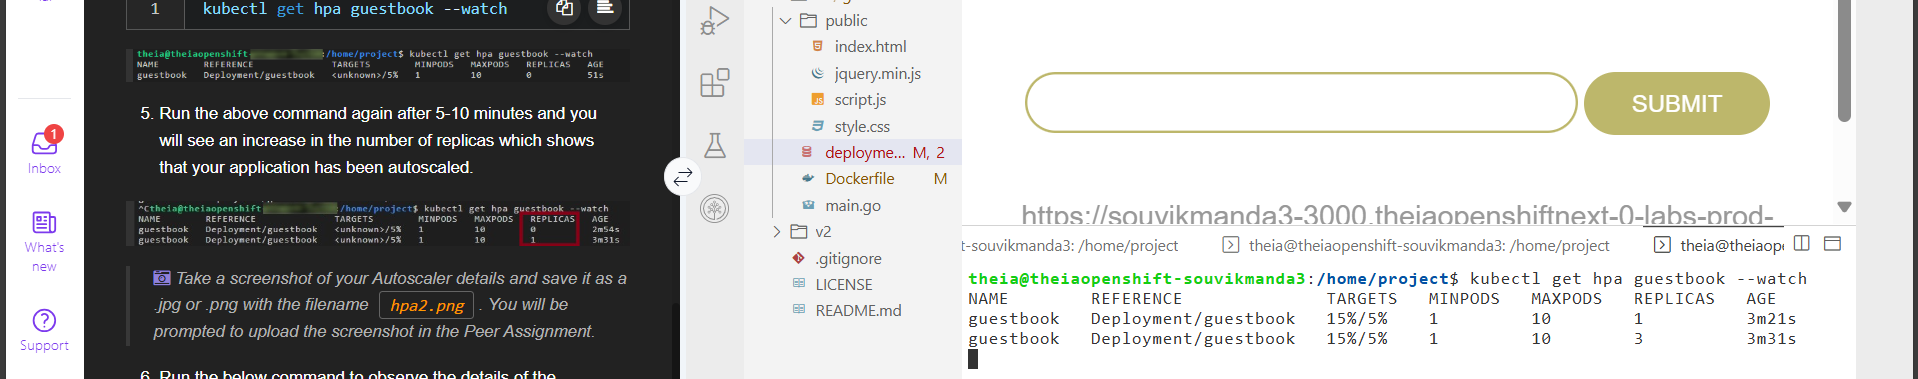 1 kubectl get hpa guestbook --watch
theia@theiaopenshift- :/home/project$ kubectl get hpa guestbook --watch
NAME REFERENCE TARGETS MINPODS MAXPODS REPLICAS AGE
guestbook Deployment/guestbook <unknown>/5% 1 10 0 51s
5. Run the above command again after 5-10 minutes and you
will see an increase in the number of replicas which shows
that your application has been autoscaled.
^Ctheia@theiaopenshift- :/home/project$ kubectl get hpa guestbook --watch
NAME REFERENCE TARGETS MINPODS MAXPODS REPLICAS AGE
guestbook Deployment/guestbook <unknown>/5% 1 10 0 2m54s
guestbook Deployment/guestbook <unknown>/5% 1 10 1 3m31s
📷 Take a screenshot of your Autoscaler details and save it as a
.jpg or .png with the filename hpa2.png . You will be
prompted to upload the screenshot in the Peer Assignment.
6. Run the below command to observe the details of the
1
Inbox
What's
new
Support
public
index.html
jquery.min.js
JS script.js
style.css
deployme... M, 2
Dockerfile M
main.go
v2
.gitignore
LICENSE
README.md
SUBMIT
https://souvikmanda3-3000.theiaopenshiftnext-0-labs-prod-
t-souvikmanda3: /home/project
theia@theiaopenshift-souvikmanda3: /home/project
theia@theiaope
theia@theiaopenshift-souvikmanda3:/home/project$ kubectl get hpa guestbook --watch
NAME REFERENCE TARGETS MINPODS MAXPODS REPLICAS AGE
guestbook Deployment/guestbook 15%/5% 1 10 1 3m21s
guestbook Deployment/guestbook 15%/5% 1 10 3 3m31s